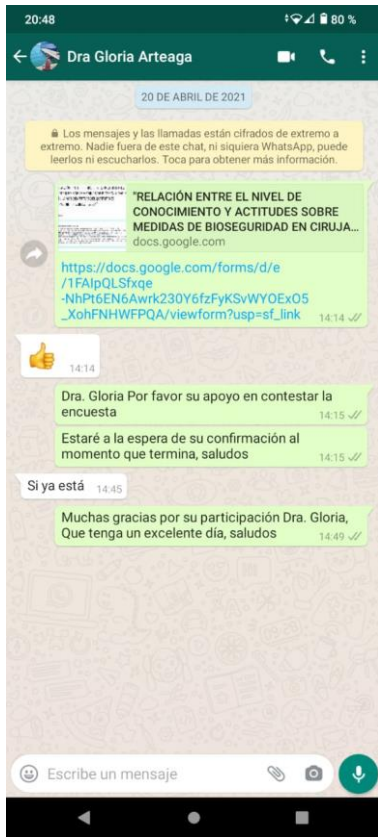 20:48
80 %
Dra Gloria Arteaga
20 DE ABRIL DE 2021
Los mensajes y las llamadas están cifrados de extremo a
extremo. Nadie fuera de este chat, ni siquiera WhatsApp, puede
leerlos ni escucharlos. Toca para obtener más información.
"RELACIÓN ENTRE EL NIVEL DE
CONOCIMIENTO Y ACTITUDES SOBRE
MEDIDAS DE BIOSEGURIDAD EN CIRUJA...
docs.google.com
https://docs.google.com/forms/d/e
/1FAIpQLSfxqe
-NhPt6EN6Awrk230Y6fzFyKSvWYOExO5
_XohFNHWFPQA/viewform?usp=sf_link
14:14
14:14
Dra. Gloria Por favor su apoyo en contestar la
encuesta
14:15
Estaré a la espera de su confirmación al
momento que termina, saludos
14:15
Si ya está
14:45
Muchas gracias por su participación Dra. Gloria,
Que tenga un excelente día, saludos
14:49
Escribe un mensaje